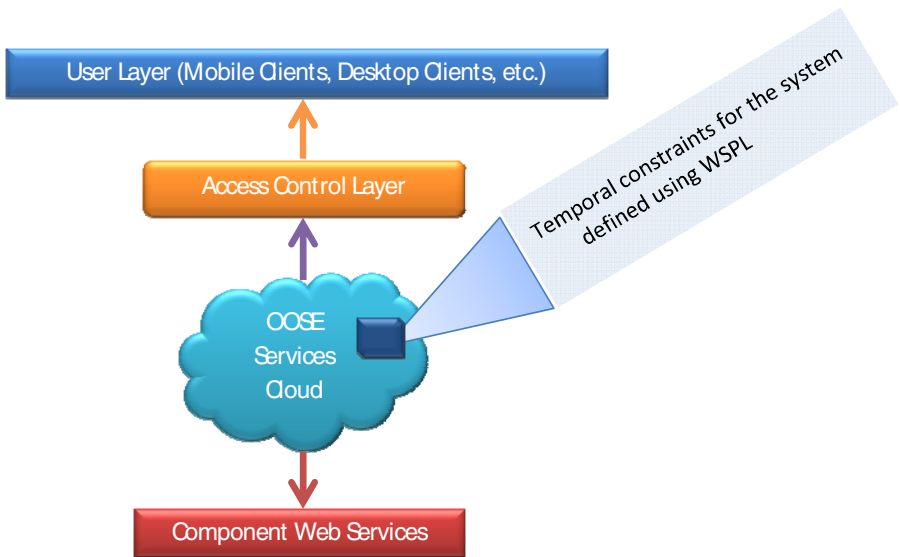 User Layer (Mobile Clients, Desktop Clients, etc.)
Access Control Layer
Temporal constraints for the system
defined using WSPL
OOSE
Services
Cloud
Component Web Services